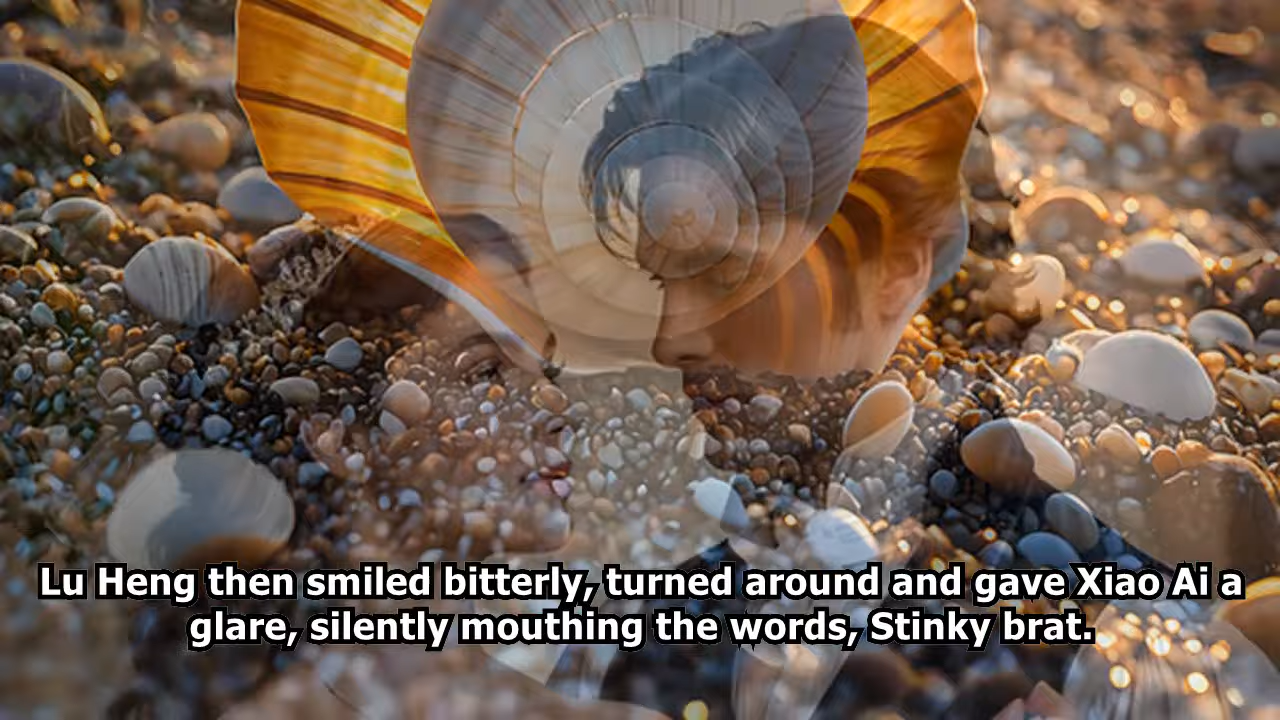 Lu Heng then smiled bitterly, turned around and gave Xiao Ai a
glare, silently mouthing the words, Stinky brat.